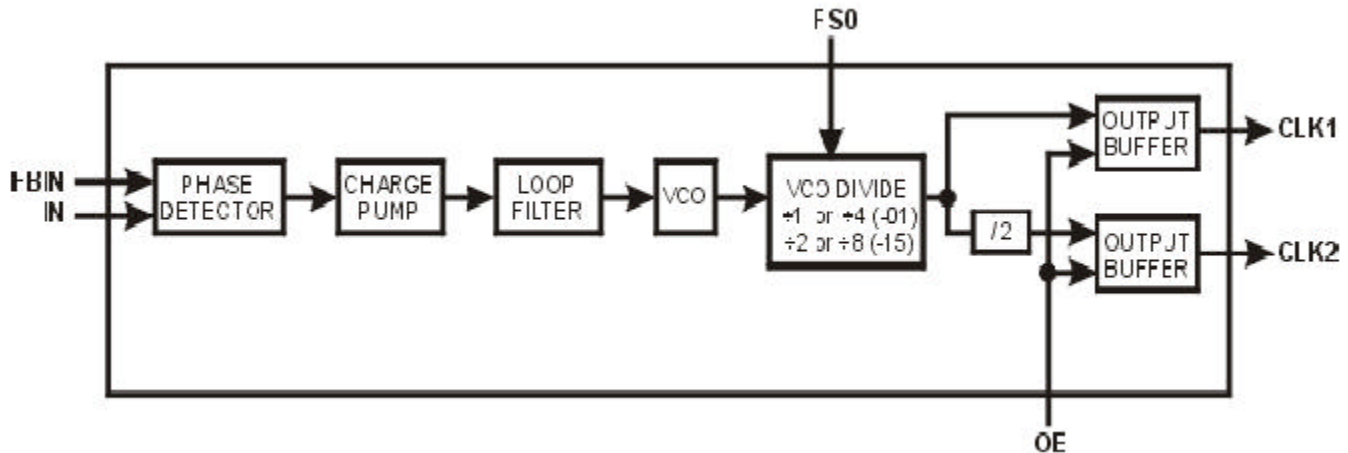 FS0
FBIN
IN
PHASE
DETECTOR
CHARGE
PUMP
LOOP
FILTER
VCO
VCO DIVIDE
÷1 or ÷4 (-01)
÷2 or ÷8 (-15)
/2
OUTPUT
BUFFER
CLK1
OUTPUT
BUFFER
CLK2
OE